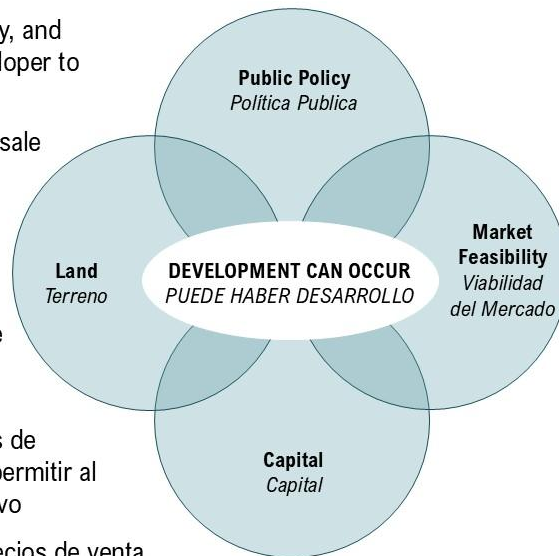 y, and
loper to
sale
s de
permitir al
vo
ecios de venta
Public Policy
Política Publica
Land
Terreno
DEVELOPMENT CAN OCCUR
PUEDE HABER DESARROLLO
Market
Feasibility
Viabilidad
del Mercado
Capital
Capital